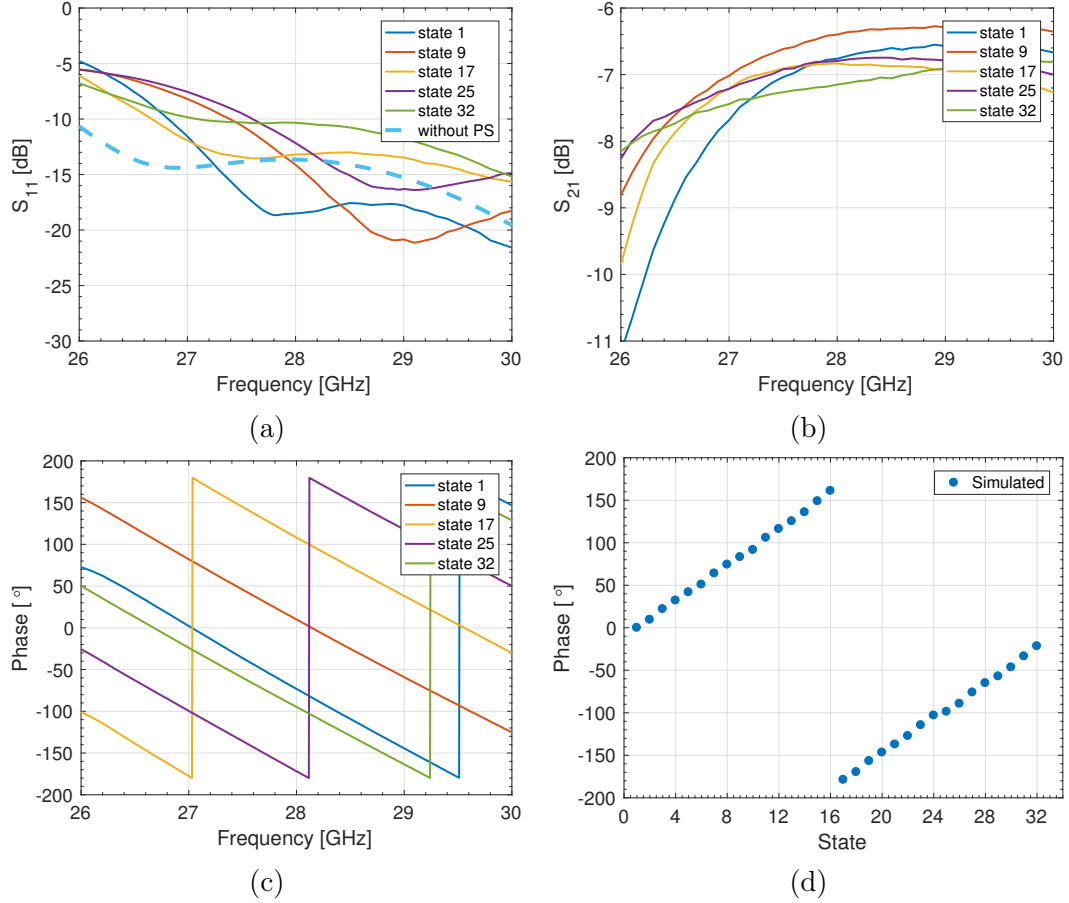 0
-5
-10
-15
-20
-25
-30
S11 [dB]
26
27
28
29
30
Frequency [GHz]
state 1
state 9
state 17
state 25
state 32
without PS
(a)
-6
-7
-8
-9
-10
-11
S21 [dB]
26
27
28
29
30
Frequency [GHz]
state 1
state 9
state 17
state 25
state 32
(b)
200
150
100
50
0
-50
-100
-150
-200
Phase [ °]
26
27
28
29
30
Frequency [GHz]
state 1
state 9
state 17
state 25
state 32
(c)
200
150
100
50
0
-50
-100
-150
-200
Phase [ °]
0
4
8
12
16
20
24
28
32
State
Simulated
(d)